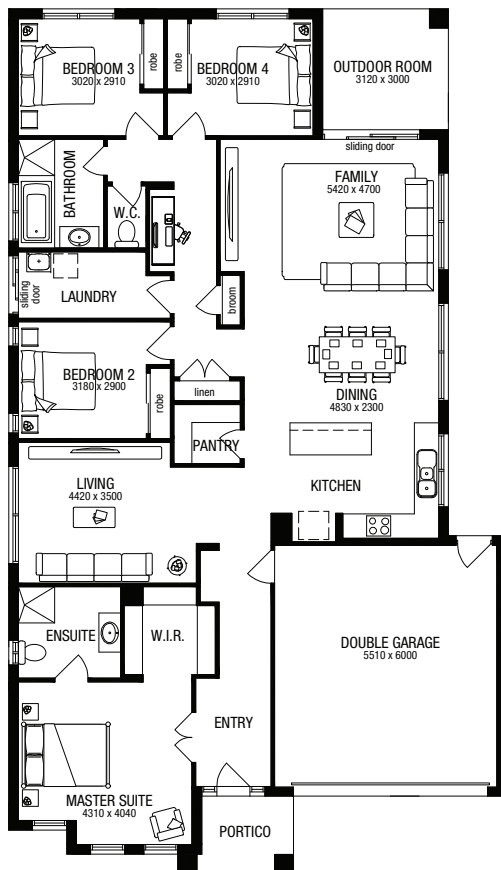 BEDROOM 3
3020 x 2910
robe
robe
BEDROOM 4
3020 x 2910
OUTDOOR ROOM
3120 x 3000
sliding door
BATHROOM
W.C.
FAMILY
5420 x 4700
sliding
door
LAUNDRY
broom
BEDROOM 2
3180 x 2900
robe
linen
DINING
4830 x 2300
PANTRY
LIVING
4420 x 3500
KITCHEN
ENSUITE
W.I.R.
DOUBLE GARAGE
5510 x 6000
ENTRY
MASTER SUITE
4310 x 4040
PORTICO